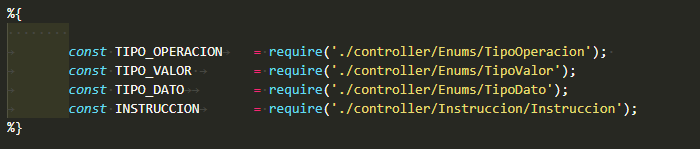 %{
const TIPO_OPERACION = require('./controller/Enums/TipoOperacion');
const TIPO_VALOR = require('./controller/Enums/TipoValor');
const TIPO_DATO = require('./controller/Enums/TipoDato');
const INSTRUCCION = require('./controller/Instruccion/Instruccion');
%}